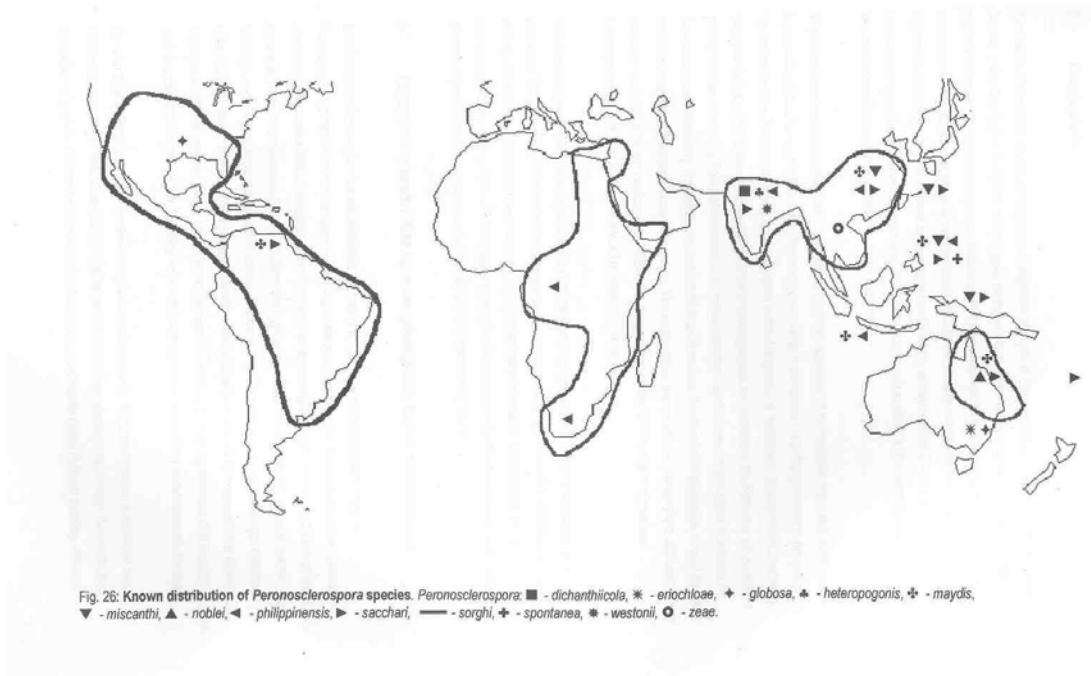 Fig. 26: Known distribution of Peronosclerospora species. Peronosclerospora: ■ - dichanthiicola, ✳ - eriochloae, ✦ - globosa, ♣ - heteropogonis, ✣ - maydis,
▼ - miscanthi, ▲ - noblei, ◄ - philippinensis, ► - sacchari, — - sorghi, ✚ - spontanea, ✷ - westonii, ✪ - zeae.